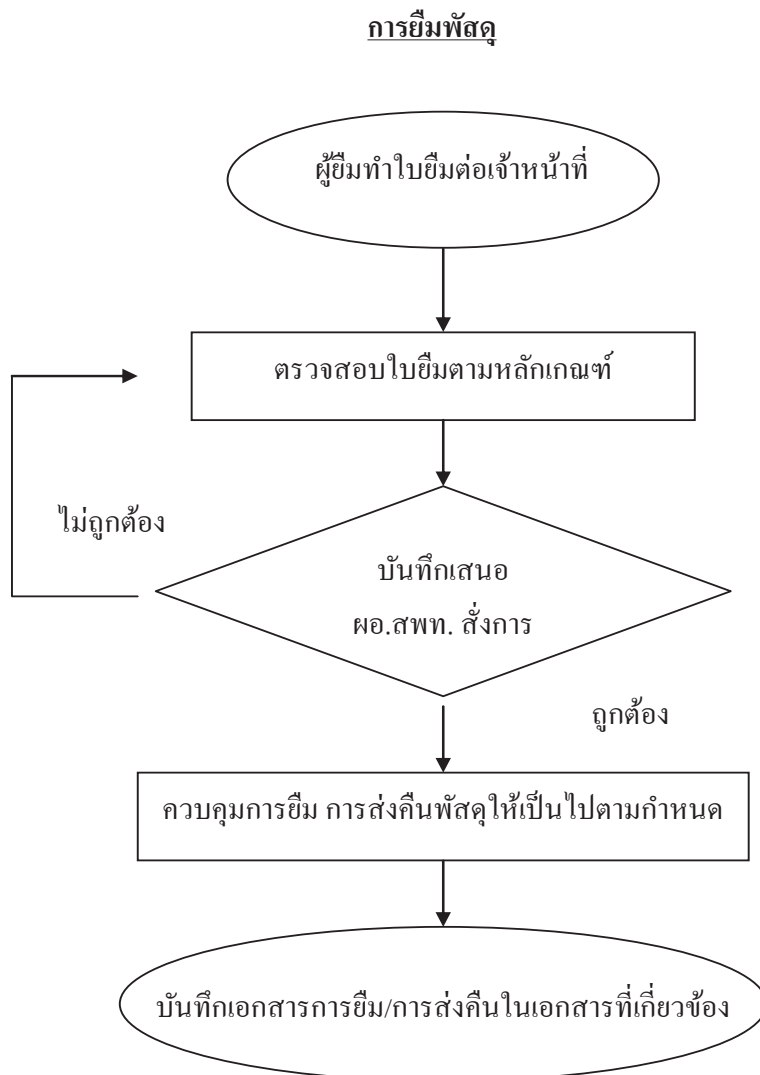 การยืมพัสดุ
ผู้ยืมทำใบยืมต่อเจ้าหน้าที่
ตรวจสอบใบยืมตามหลักเกณฑ์
ไม่ถูกต้อง
บันทึกเสนอ
ผอ.สพท. สั่งการ
ถูกต้อง
ควบคุมการยืม การส่งคืนพัสดุให้เป็นไปตามกำหนด
บันทึกเอกสารการยืม/การส่งคืนในเอกสารที่เกี่ยวข้อง